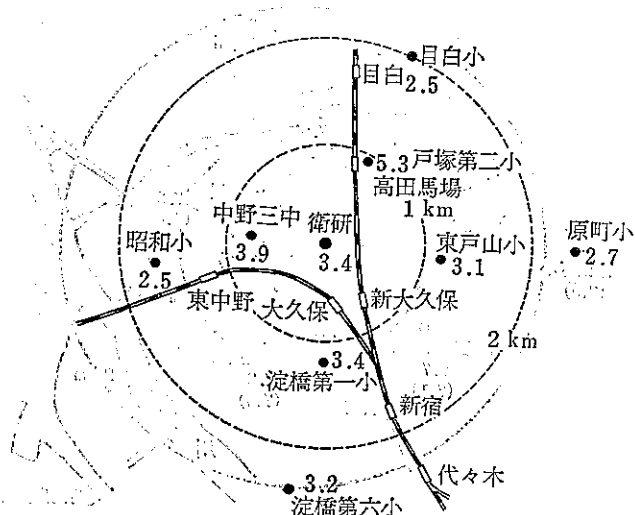 目白小
目白 2.5
5.3 戸塚第二小
高田馬場
1 km
中野三中
3.9
衛研
3.4
昭和小
2.5
東戸山小
3.1
原町小
2.7
東中野
大久保
新大久保
2 km
3.4
淀橋第一小
新宿
代々木
3.2
淀橋第六小